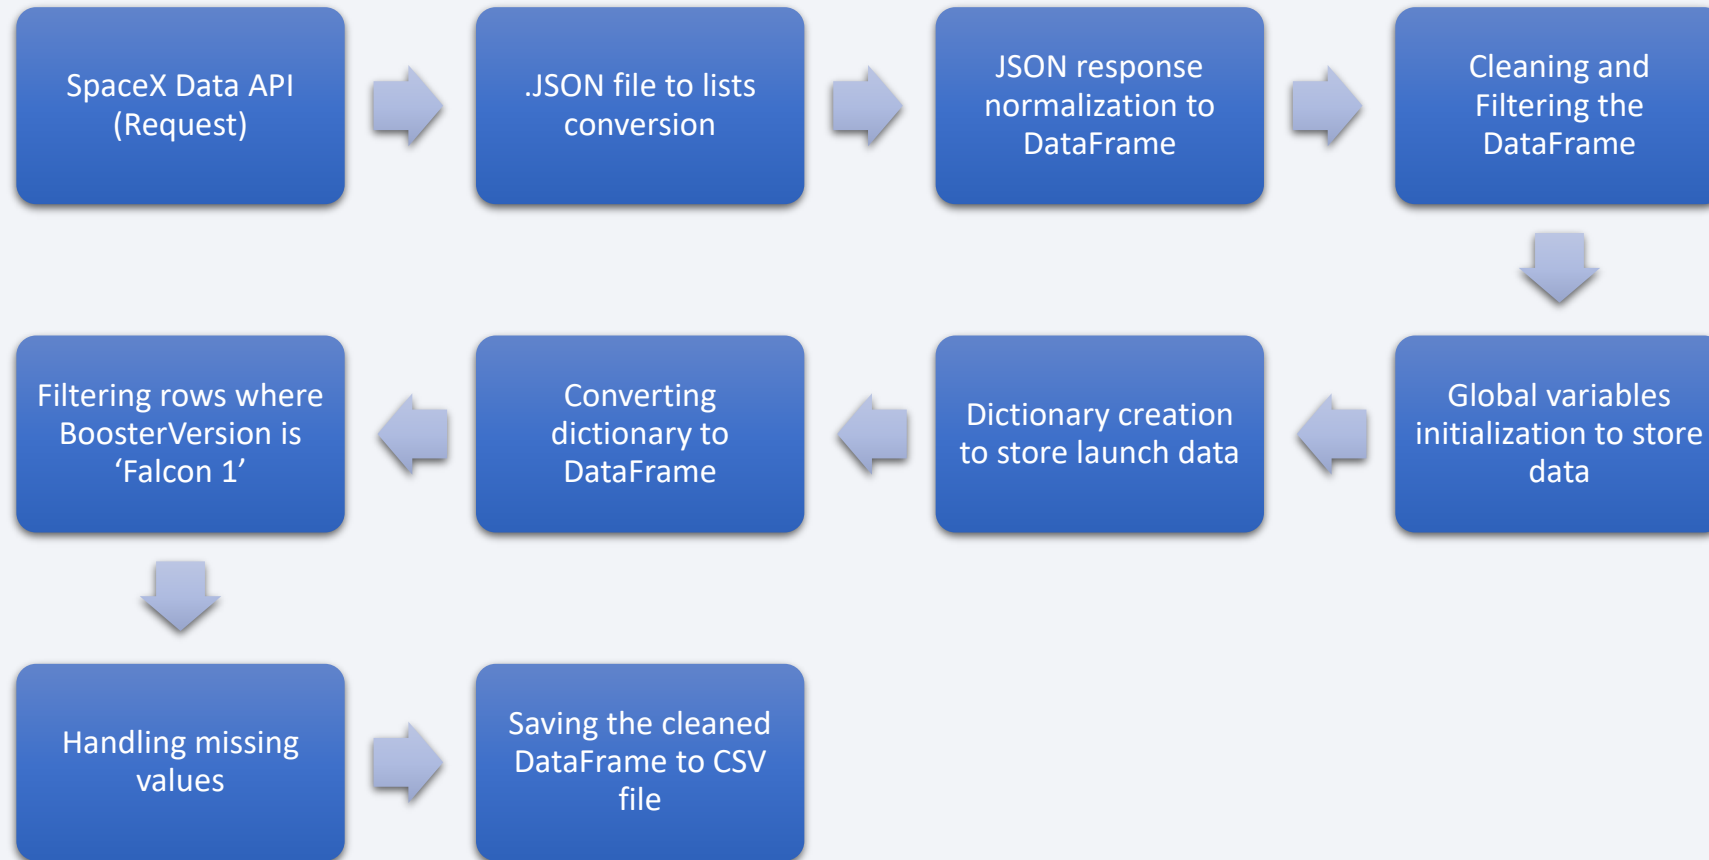 SpaceX Data API
(Request)
.JSON file to lists
conversion
JSON response
normalization to
DataFrame
Cleaning and
Filtering the
DataFrame
Global variables
initialization to store
data
Dictionary creation
to store launch data
Converting
dictionary to
DataFrame
Filtering rows where
BoosterVersion is
‘Falcon 1’
Handling missing
values
Saving the cleaned
DataFrame to CSV
file